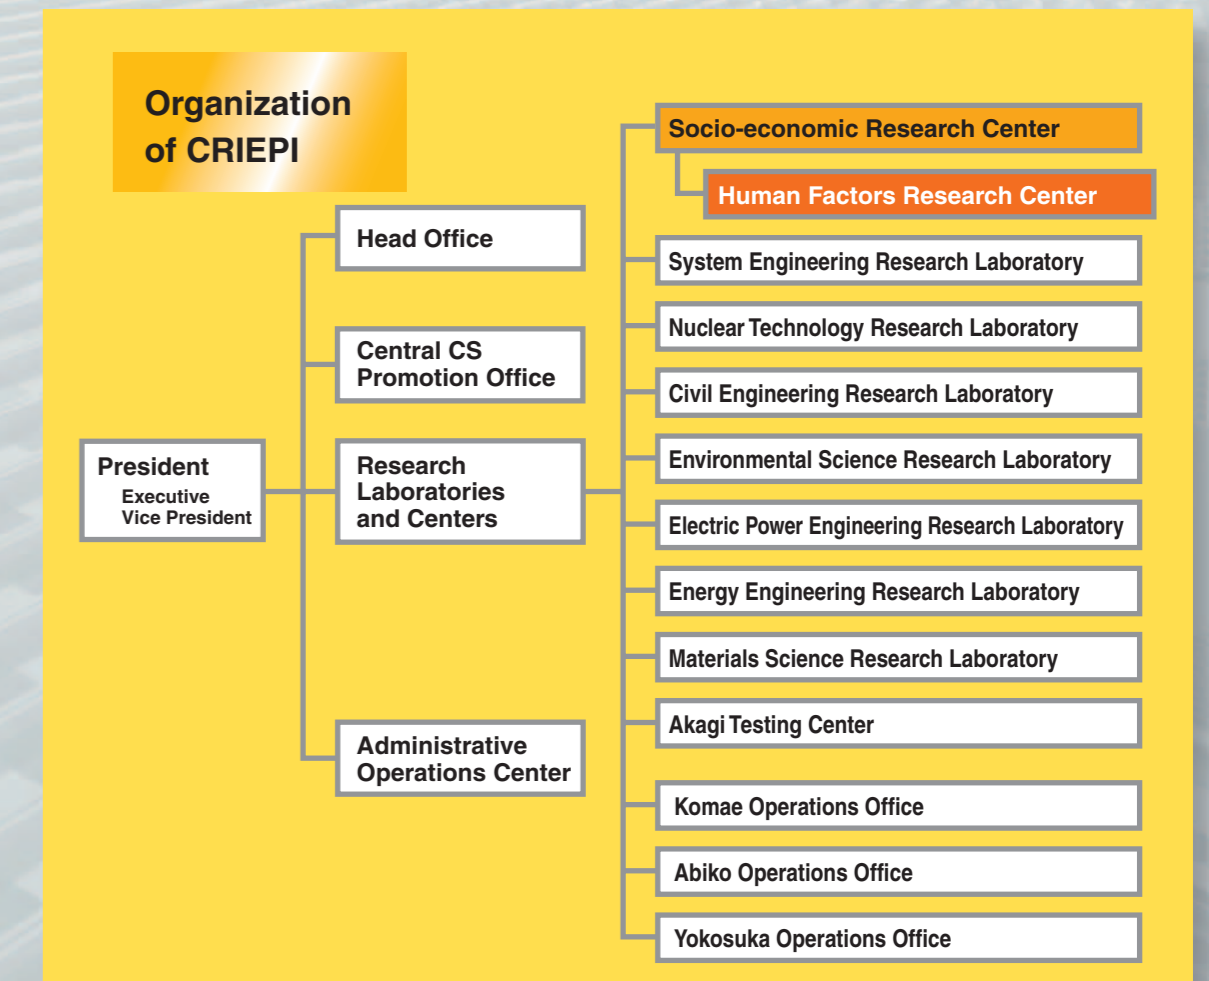 Organization
of CRIEPI
President
Executive
Vice President
Head Office
Central CS
Promotion Office
Research
Laboratories
and Centers
Administrative
Operations Center
Socio-economic Research Center
Human Factors Research Center
System Engineering Research Laboratory
Nuclear Technology Research Laboratory
Civil Engineering Research Laboratory
Environmental Science Research Laboratory
Electric Power Engineering Research Laboratory
Energy Engineering Research Laboratory
Materials Science Research Laboratory
Akagi Testing Center
Komae Operations Office
Abiko Operations Office
Yokosuka Operations Office